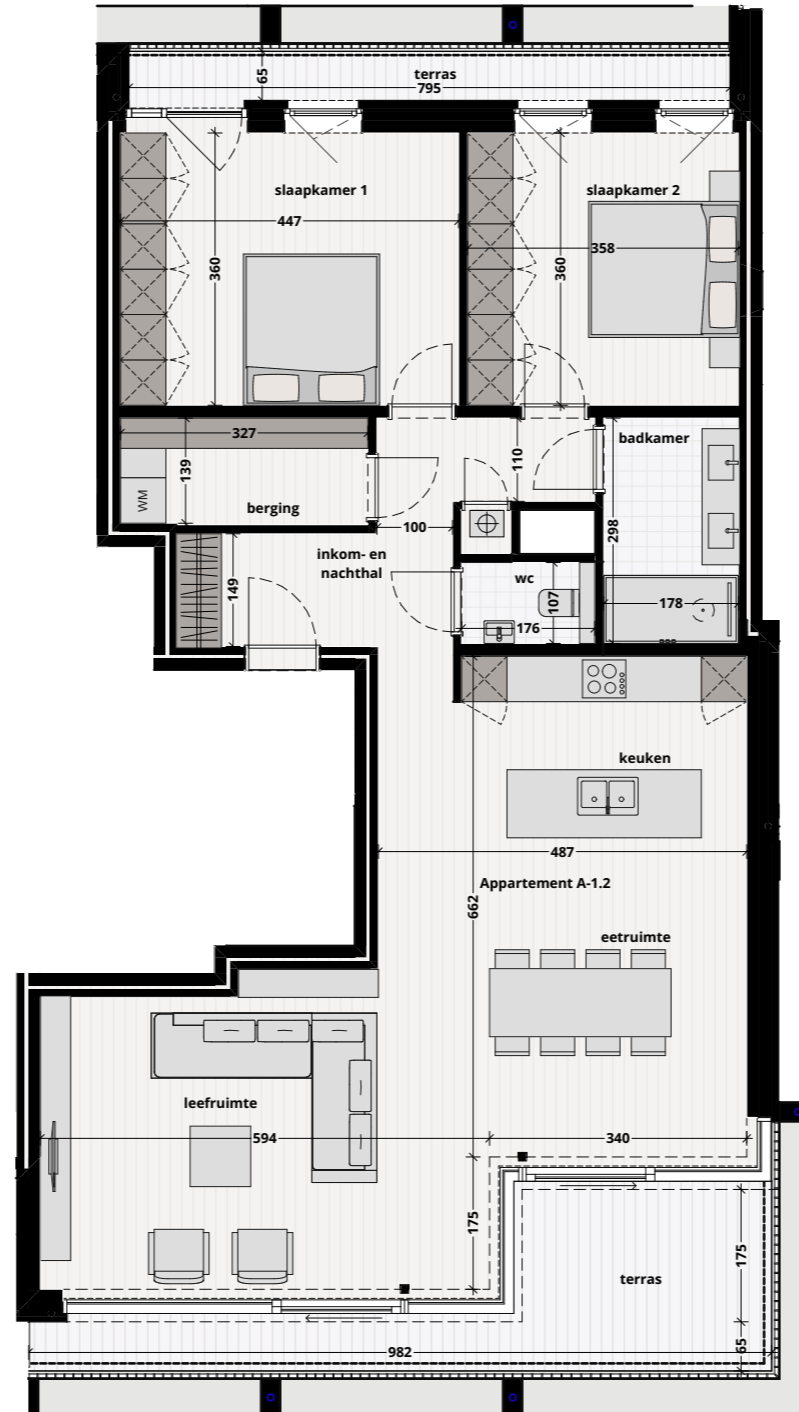 terras
65
795
slaapkamer 1
slaapkamer 2
447
358
360
360
327
139
badkamer
110
WM
berging
100
298
inkom- en
nachthal
149
wc
107
176
178
keuken
487
Appartement A-1.2
662
eetruimte
leefruimte
594
340
175
175
terras
982
65